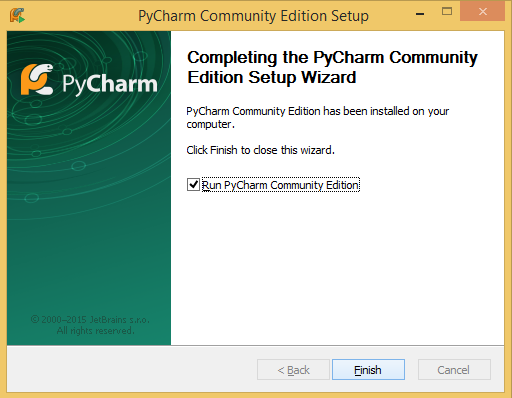 PyCharm Community Edition Setup
PyCharm
Completing the PyCharm Community
Edition Setup Wizard
PyCharm Community Edition has been installed on your
computer.
Click Finish to close this wizard.
Run PyCharm Community Edition
© 2000–2015 JetBrains s.r.o.
All rights reserved.
< Back
Finish
Cancel